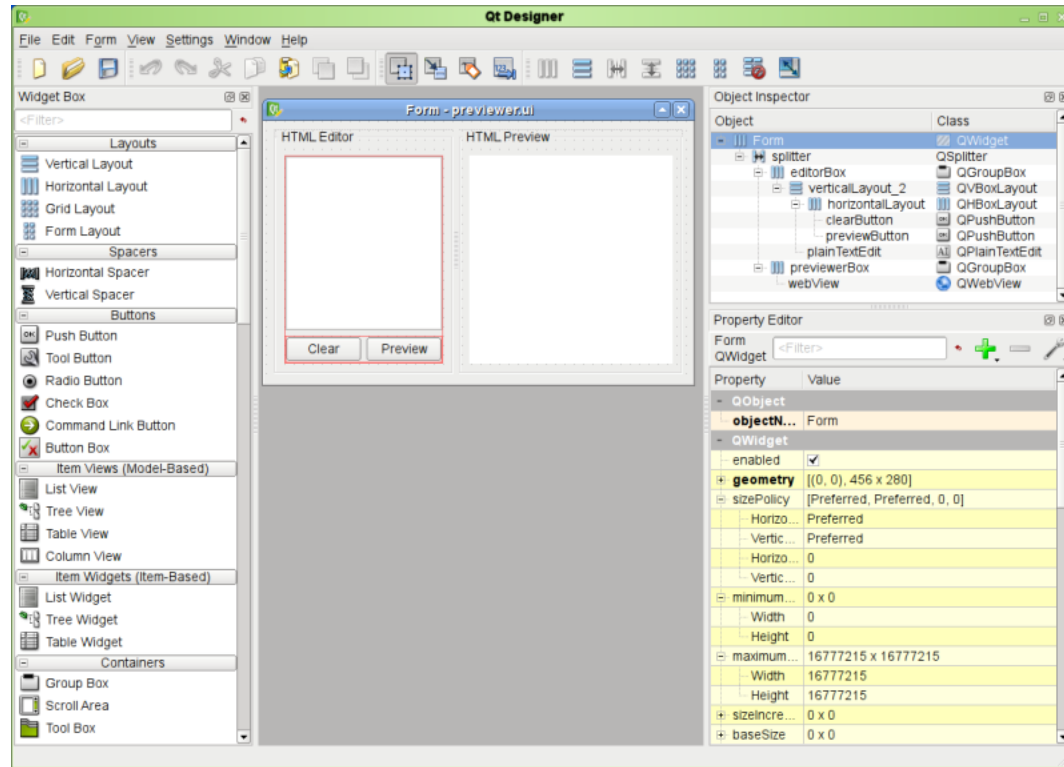 Qt Designer
File Edit Form View Settings Window Help
Widget Box
<Filter>
Layouts
Vertical Layout
Horizontal Layout
Grid Layout
Form Layout
Spacers
Horizontal Spacer
Vertical Spacer
Buttons
Push Button
Tool Button
Radio Button
Check Box
Command Link Button
Button Box
Item Views (Model-Based)
List View
Tree View
Table View
Column View
Item Widgets (Item-Based)
List Widget
Tree Widget
Table Widget
Containers
Group Box
Scroll Area
Tool Box
Form - previewer.ui
HTML Editor HTML Preview
Clear Preview
Object Inspector
Object Class
Form QWidget
splitter QSplitter
editorBox QGroupBox
verticalLayout_2 QVBoxLayout
horizontalLayout QHBoxLayout
clearButton QPushButton
previewButton QPushButton
plainTextEdit QPlainTextEdit
previewerBox QGroupBox
webView QWebView
Property Editor
Form
QWidget
<Filter>
Property Value
QObject
objectN... Form
QWidget
enabled
geometry [(0, 0), 456 x 280]
sizePolicy [Preferred, Preferred, 0, 0]
Horizo... Preferred
Vertic... Preferred
Horizo... 0
Vertic... 0
minimum... 0 x 0
Width 0
Height 0
maximum... 16777215 x 16777215
Width 16777215
Height 16777215
sizeIncre... 0 x 0
baseSize 0 x 0